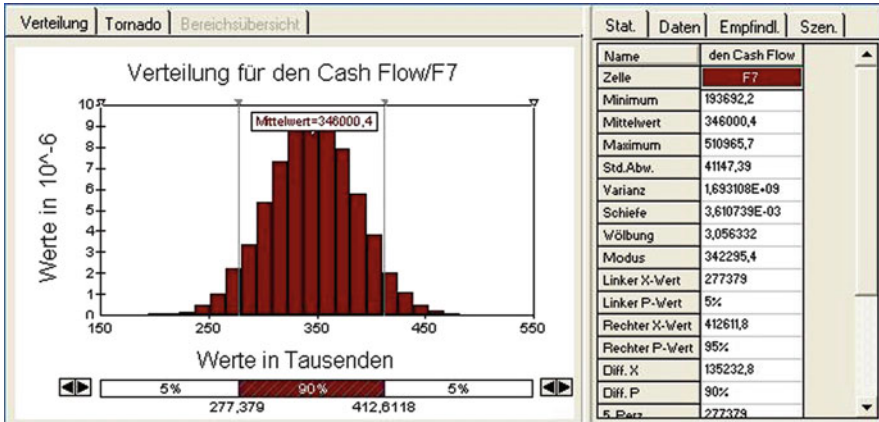 Verteilung Tornado Bereichsübersicht
Verteilung für den Cash Flow/F7
Mittelwert=346000,4
Werte in 10^-6
10
9
8
7
6
5
4
3
2
1
0
150 250 350 450 550
Werte in Tausenden
5% 90% 5%
277,379 412,6118
Stat. Daten Empfindl. Szen.
Name den Cash Flow
Zelle F7
Minimum 193692,2
Mittelwert 346000,4
Maximum 510965,7
Std.Abw. 41147,39
Varianz 1,693108E+09
Schiefe 3,610739E-03
Wölbung 3,056332
Modus 342295,4
Linker X-Wert 277379
Linker P-Wert 5%
Rechter X-Wert 412611,8
Rechter P-Wert 95%
Diff. X 135232,8
Diff. P 90%
5. Perz. 277379